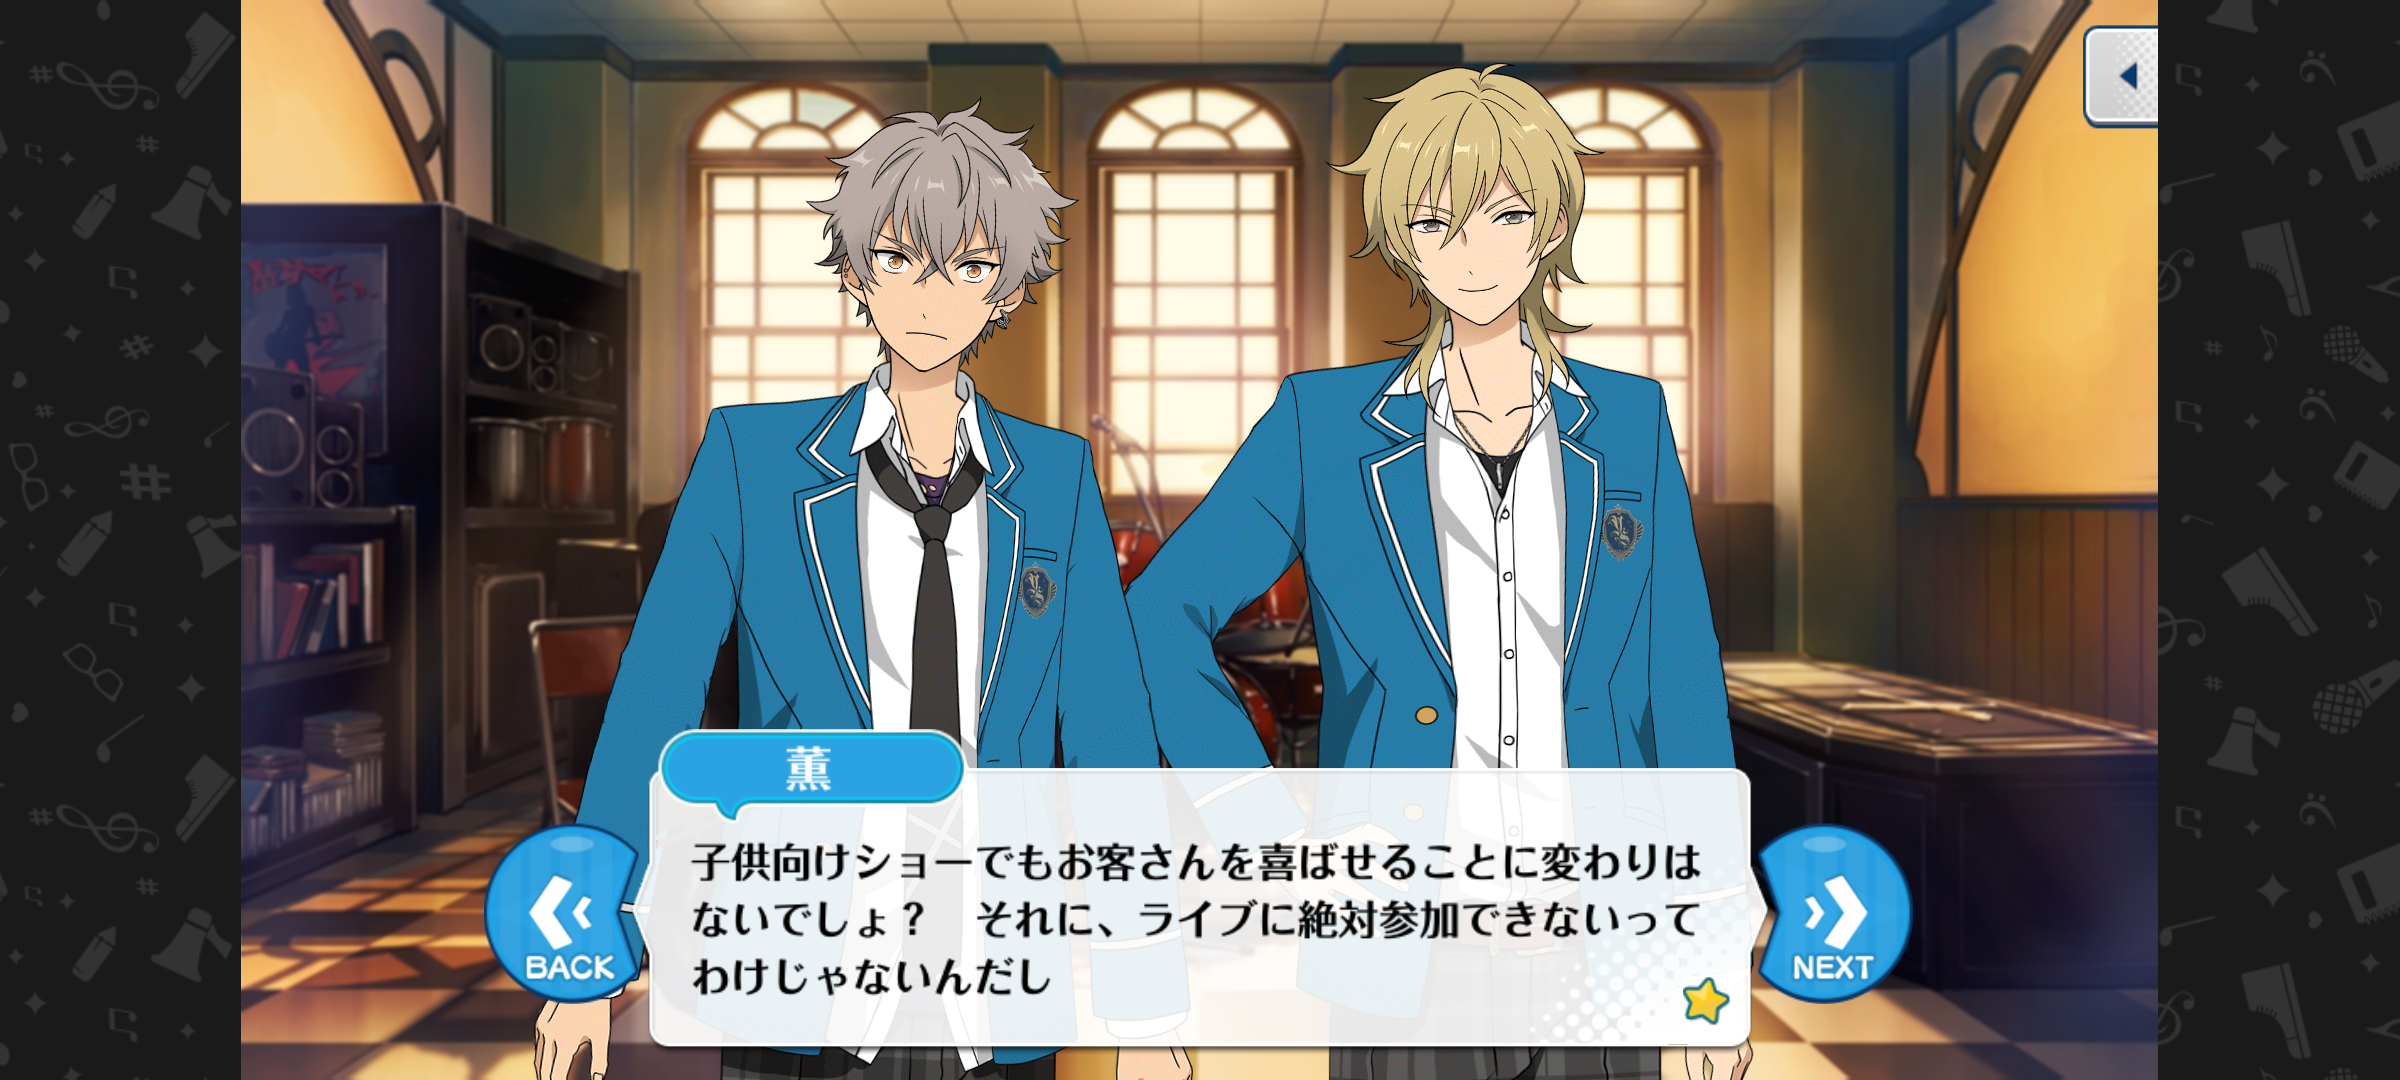 薫
子供向けショーでもお客さんを喜ばせることに変わりは
ないでしょ？　それに、ライブに絶対参加できないって
わけじゃないんだし
BACK
NEXT